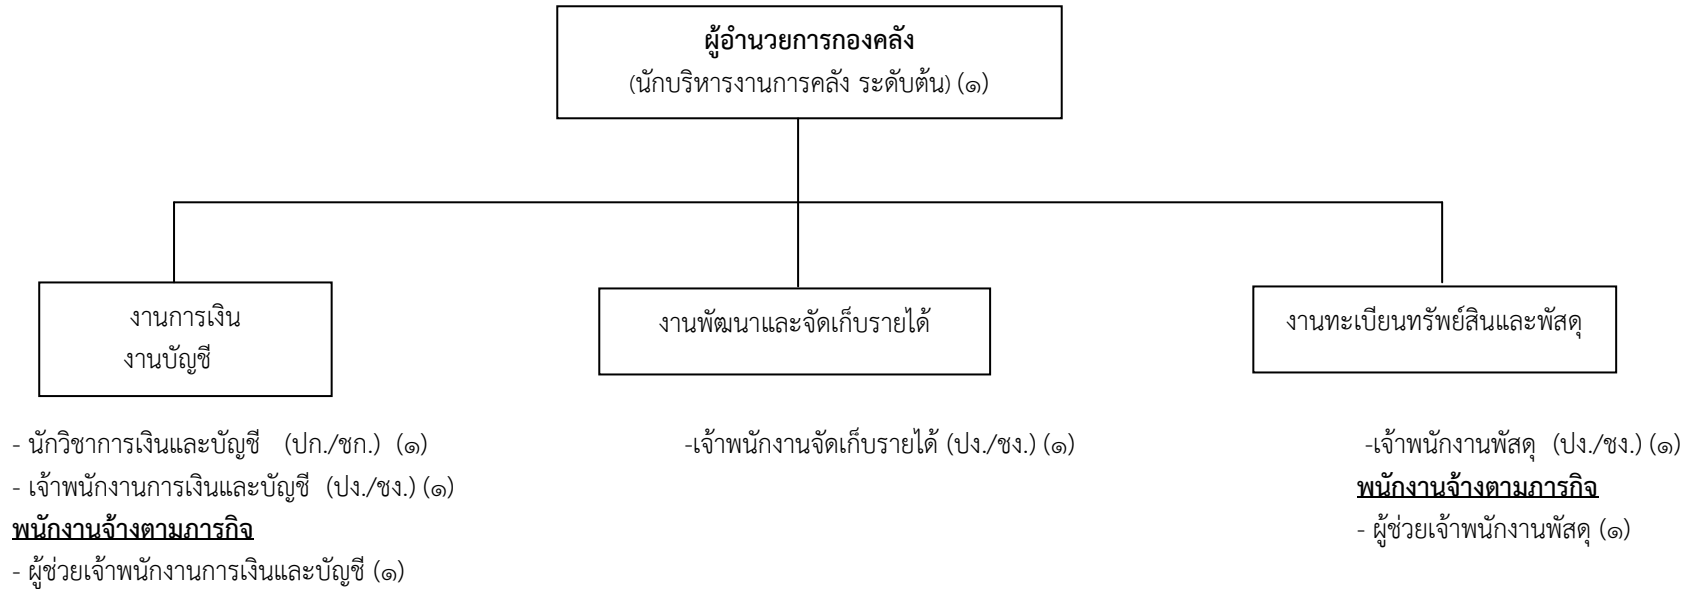 ผู้อำนวยการกองคลัง
(นักบริหารงานการคลัง ระดับต้น) (๑)
งานการเงิน
งานบัญชี
งานพัฒนาและจัดเก็บรายได้
งานทะเบียนทรัพย์สินและพัสดุ
- นักวิชาการเงินและบัญชี (ปก./ชก.) (๑)
- เจ้าพนักงานการเงินและบัญชี (ปง./ชง.) (๑)
พนักงานจ้างตามภารกิจ
- ผู้ช่วยเจ้าพนักงานการเงินและบัญชี (๑)
-เจ้าพนักงานจัดเก็บรายได้ (ปง./ชง.) (๑)
-เจ้าพนักงานพัสดุ (ปง./ชง.) (๑)
พนักงานจ้างตามภารกิจ
- ผู้ช่วยเจ้าพนักงานพัสดุ (๑)